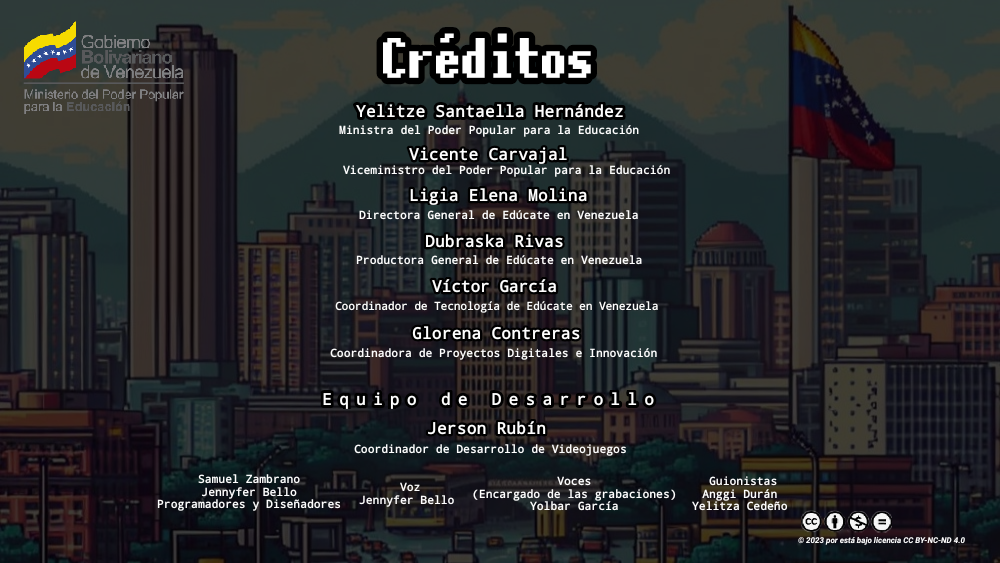 Gobierno
Bolivariano
de Venezuela
Ministerio del Poder Popular
para la Educación
Créditos
Yelitze Santaella Hernández
Ministra del Poder Popular para la Educación
Vicente Carvajal
Viceministro del Poder Popular para la Educación
Ligia Elena Molina
Directora General de Edúcate en Venezuela
Dubraska Rivas
Productora General de Edúcate en Venezuela
Víctor García
Coordinador de Tecnología de Edúcate en Venezuela
Glorena Contreras
Coordinadora de Proyectos Digitales e Innovación
Equipo de Desarrollo
Jerson Rubín
Coordinador de Desarrollo de Videojuegos
Samuel Zambrano
Jennyfer Bello
Programadores y Diseñadores
Voz
Jennyfer Bello
Voces
(Encargado de las grabaciones)
Yolbar García
Guionistas
Anggi Durán
Yelitza Cedeño
cc
© 2023 por está bajo licencia CC BY-NC-ND 4.0